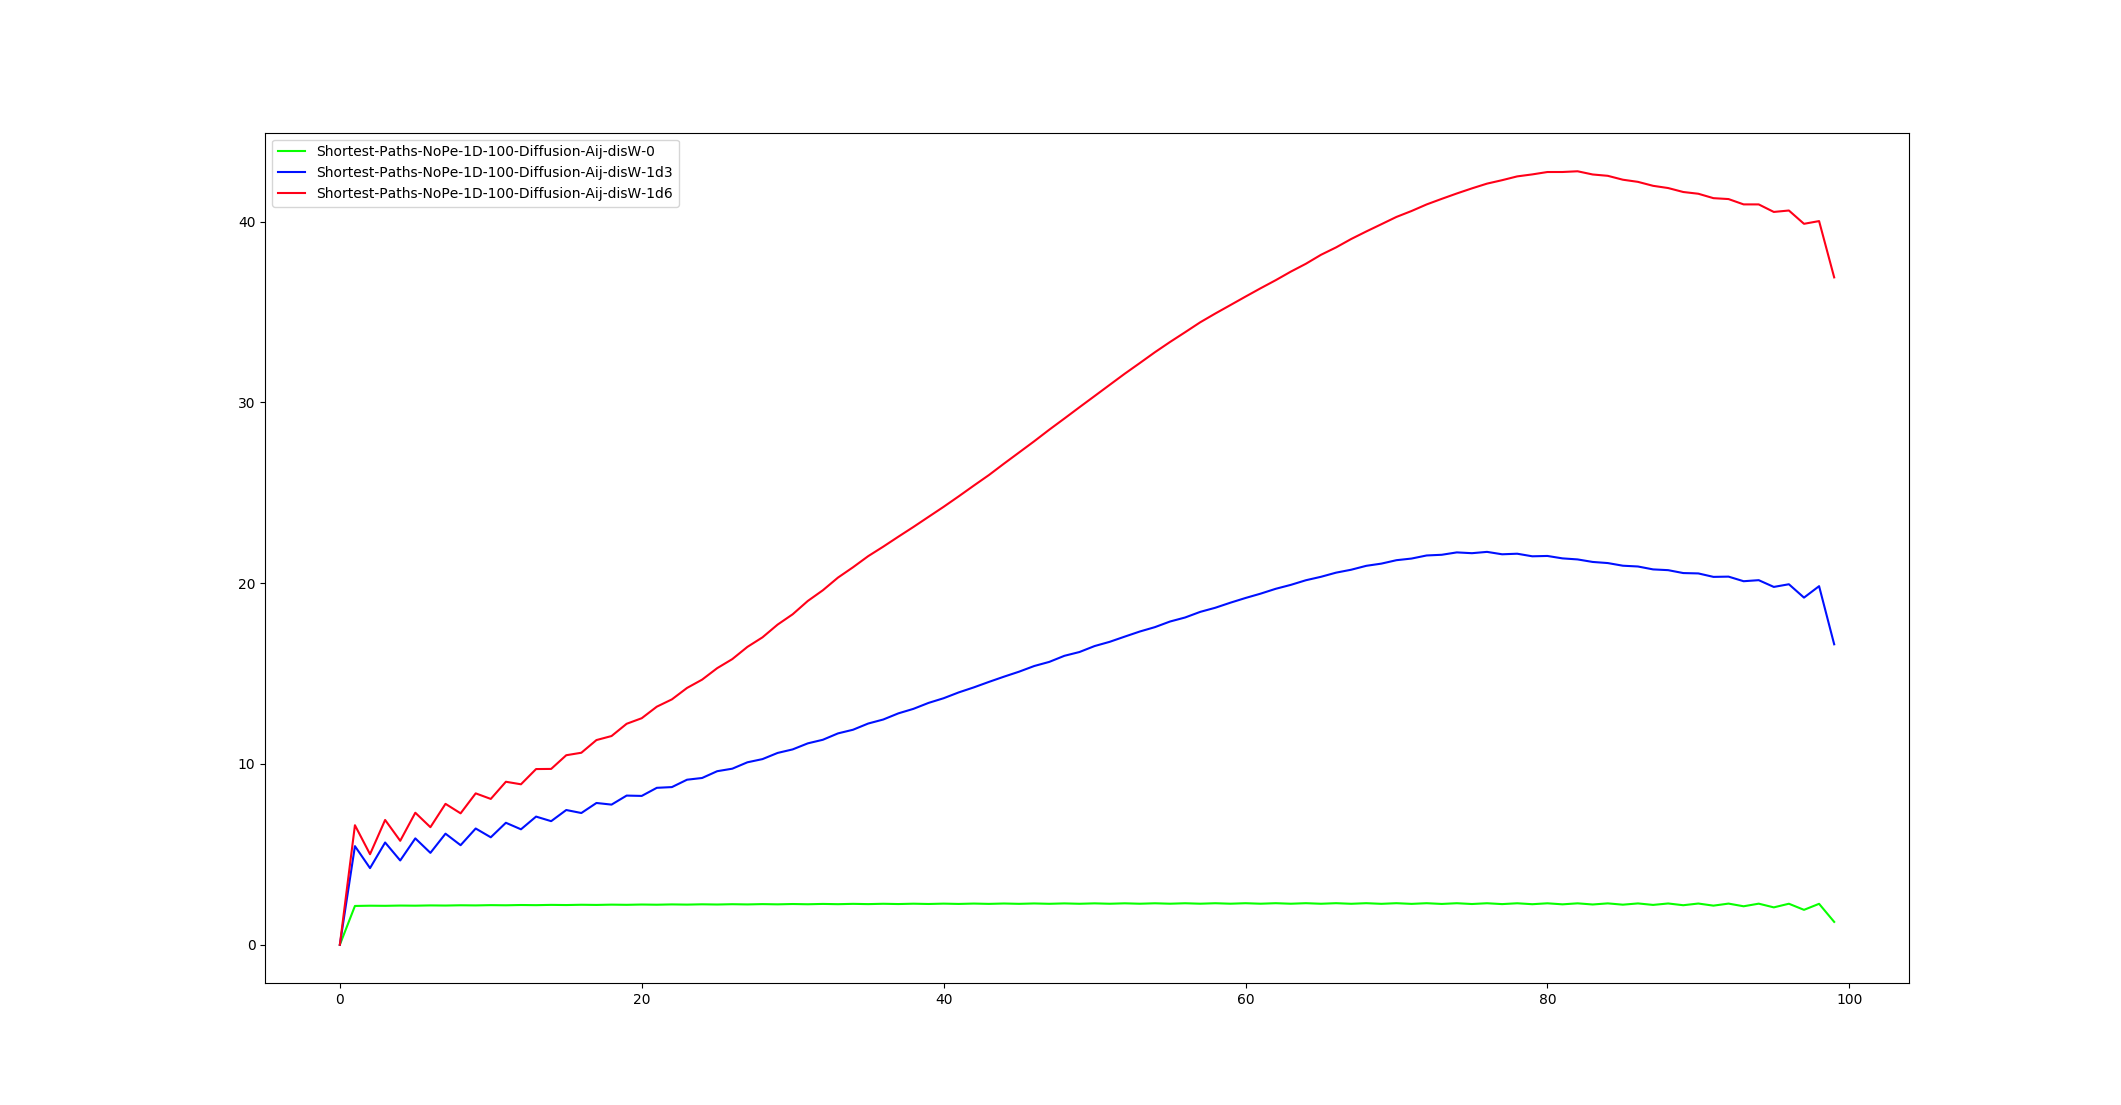 Shortest-Paths-NoPe-1D-100-Diffusion-Aij-disW-0
Shortest-Paths-NoPe-1D-100-Diffusion-Aij-disW-1d3
Shortest-Paths-NoPe-1D-100-Diffusion-Aij-disW-1d6
40
30
20
10
0
0 20 40 60 80 100